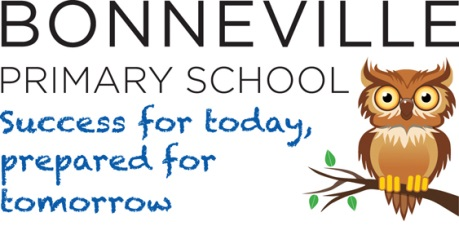 BONNEVILLE
PRIMARY SCHOOL
Success for today,
prepared for
tomorrow